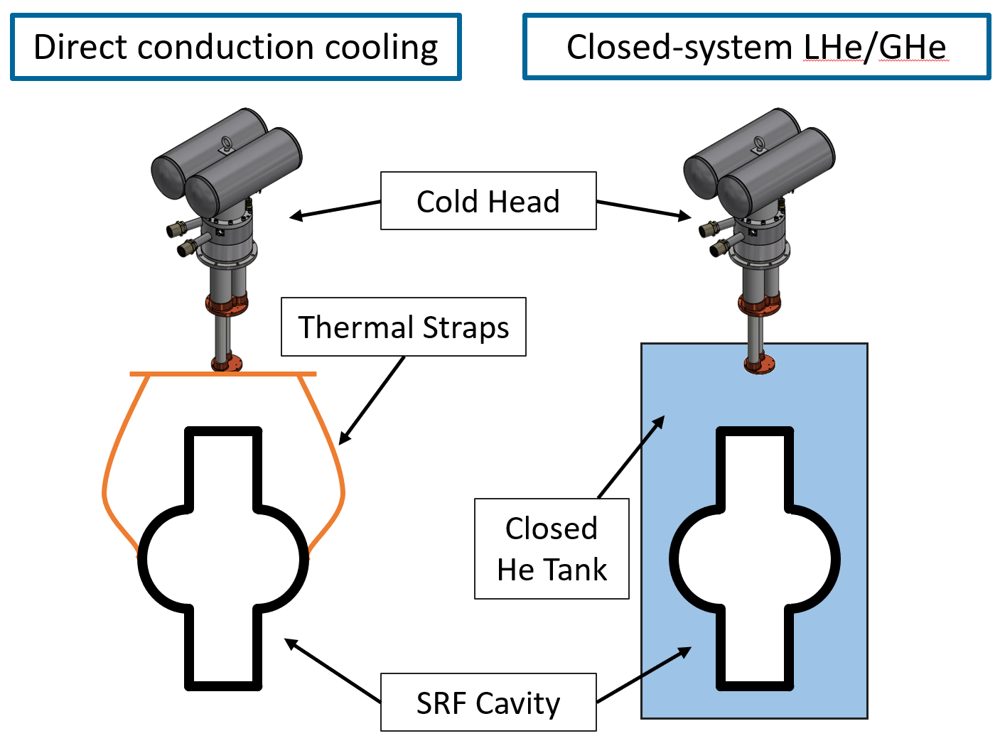 Direct conduction cooling
Closed-system LHe/GHe
Cold Head
Thermal Straps
Closed
He Tank
SRF Cavity